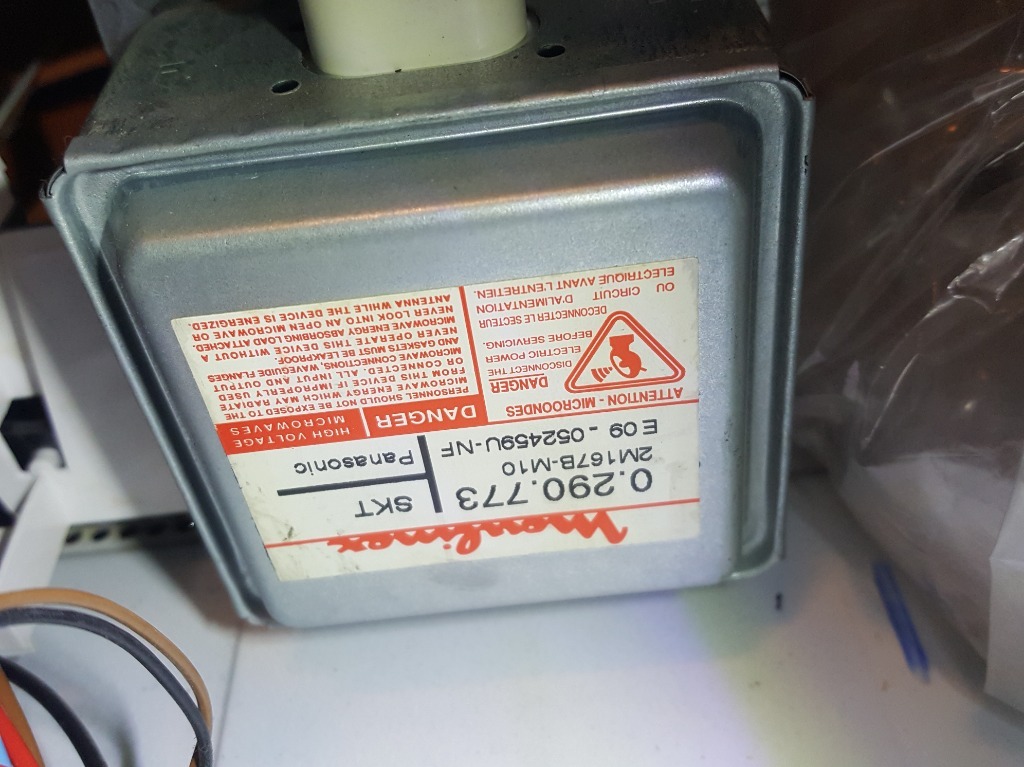 Moulinex
0.290.773 SKT
2M167B-M10
E09-052459U-NF Panasonic
ATTENTION - MICROONDES
DANGER
DISCONNECT THE
ELECTRIC POWER
BEFORE SERVICING.
DECONNECTER LE SECTEUR
OU CIRCUIT D'ALIMENTATION
ELECTRIQUE AVANT L'ENTRETIEN.
DANGER
HIGH VOLTAGE
MICROWAVES
PERSONNEL SHOULD NOT BE EXPOSED TO THE
MICROWAVE ENERGY WHICH MAY RADIATE
FROM THIS DEVICE IF IMPROPERLY USED
OR CONNECTED. ALL INPUT AND OUTPUT
MICROWAVE CONNECTIONS, WAVEGUIDE FLANGES
AND GASKETS MUST BE LEAKPROOF.
NEVER OPERATE THIS DEVICE WITHOUT A
MICROWAVE ENERGY ABSORBING LOAD ATTACHED.
NEVER LOOK INTO AN OPEN MICROWAVE OR
ANTENNA WHILE THE DEVICE IS ENERGIZED.